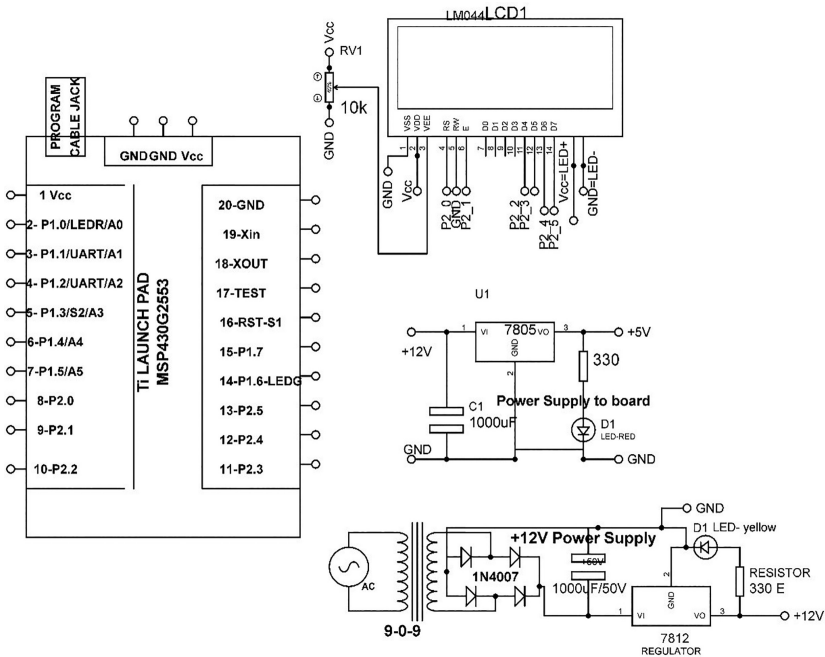 LM044LCD1
Vcc
RV1
10k
GND
VSS
VDD
VEE
RS
RW
E
D0
D1
D2
D3
D4
D5
D6
D7
1
2
3
4
5
6
7
8
9
10
11
12
13
14
GND
Vcc
P2_0
GND
P2_1
P2_2
P2_3
P2_4
P2_5
Vcc=LED+
GND=LED-
PROGRAM
CABLE JACK
GND GND Vcc
1 Vcc
2- P1.0/LEDR/A0
3- P1.1/UART/A1
4- P1.2/UART/A2
5- P1.3/S2/A3
6-P1.4/A4
7-P1.5/A5
8-P2.0
9-P2.1
10-P2.2
Ti LAUNCH PAD
MSP430G2553
20-GND
19-Xin
18-XOUT
17-TEST
16-RST-S1
15-P1.7
14-P1.6-LEDG
13-P2.5
12-P2.4
11-P2.3
U1
7805
1
VI
VO
3
GND
2
+12V
+5V
330
C1
1000uF
Power Supply to board
D1
LED-RED
GND
GND
+12V Power Supply
GND
D1 LED- yellow
AC
9-0-9
1N4007
+50V
1000uF/50V
2
GND
1
VI
VO
3
RESISTOR
330 E
+12V
7812
REGULATOR